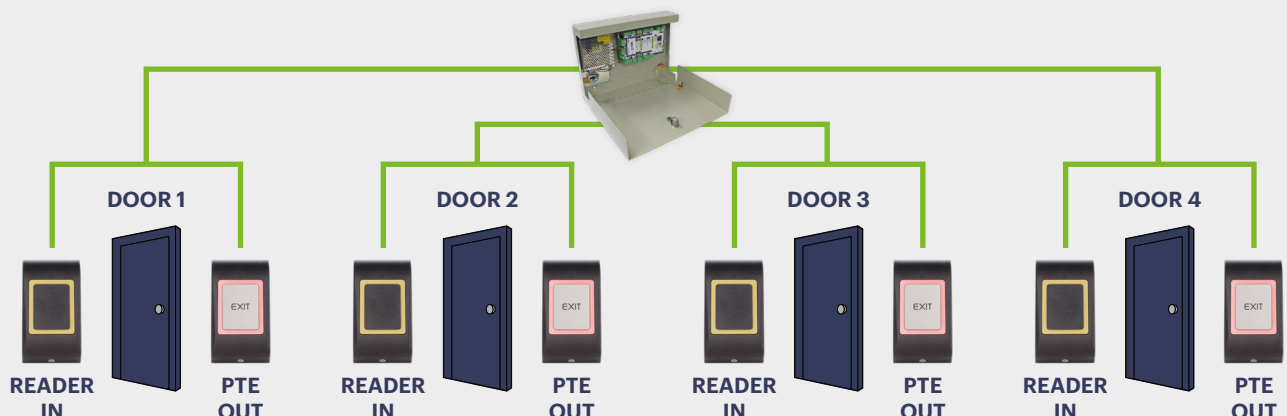 DOOR 1
DOOR 2
DOOR 3
DOOR 4
EXIT
EXIT
EXIT
EXIT
READER
IN
PTE
OUT
READER
IN
PTE
OUT
READER
IN
PTE
OUT
READER
IN
PTE
OUT